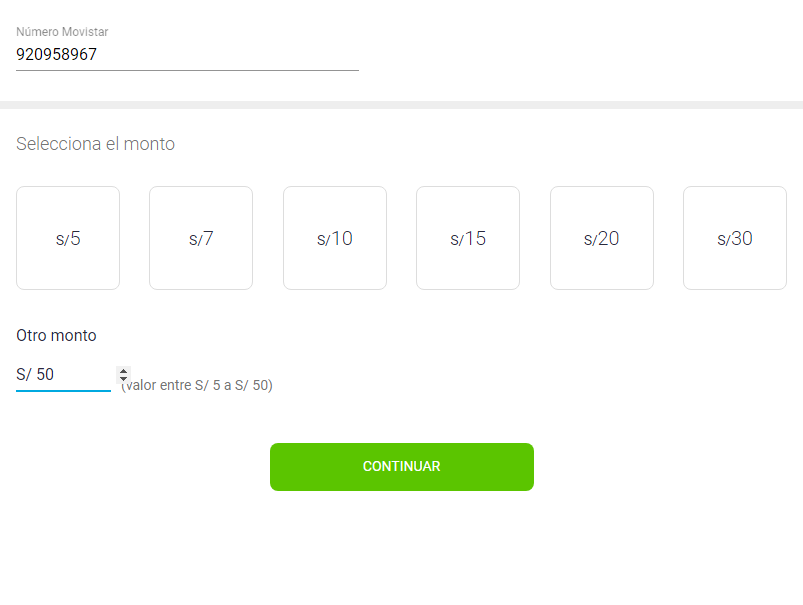 Número Movistar
920958967
Selecciona el monto
s/5 s/7 s/10 s/15 s/20 s/30
Otro monto
S/ 50
(valor entre S/ 5 a S/ 50)
CONTINUAR